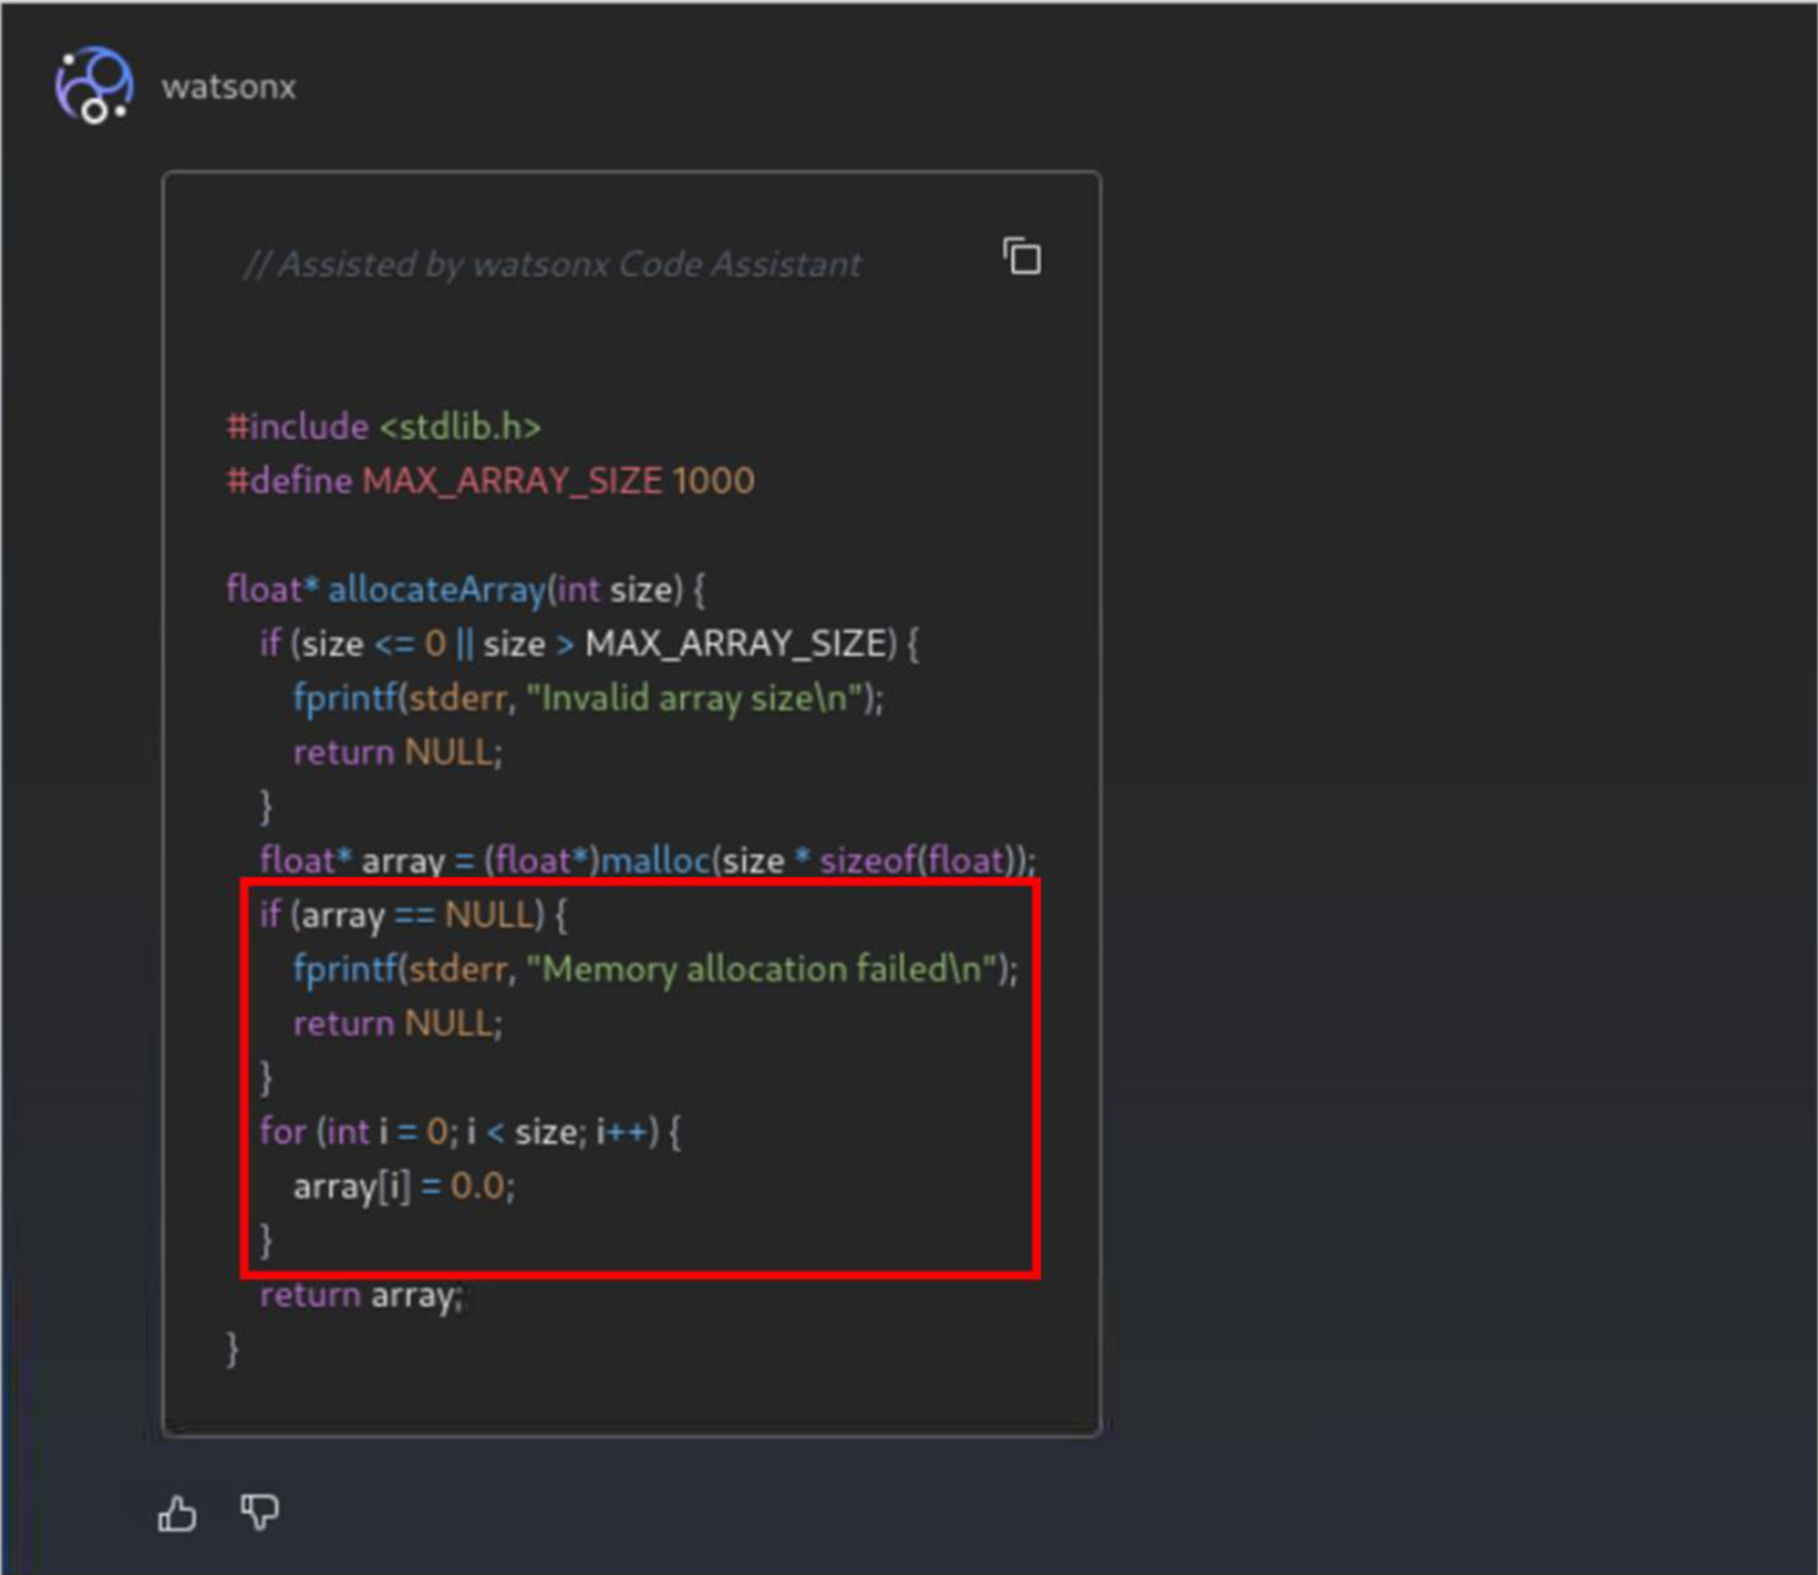 watsonx
// Assisted by watsonx Code Assistant
#include <stdlib.h>
#define MAX_ARRAY_SIZE 1000
float* allocateArray(int size) {
if (size <= 0 || size > MAX_ARRAY_SIZE) {
fprintf(stderr, "Invalid array size\n");
return NULL;
}
float* array = (float*)malloc(size * sizeof(float));
if (array == NULL) {
fprintf(stderr, "Memory allocation failed\n");
return NULL;
}
for (int i = 0; i < size; i++) {
array[i] = 0.0;
}
return array;
}